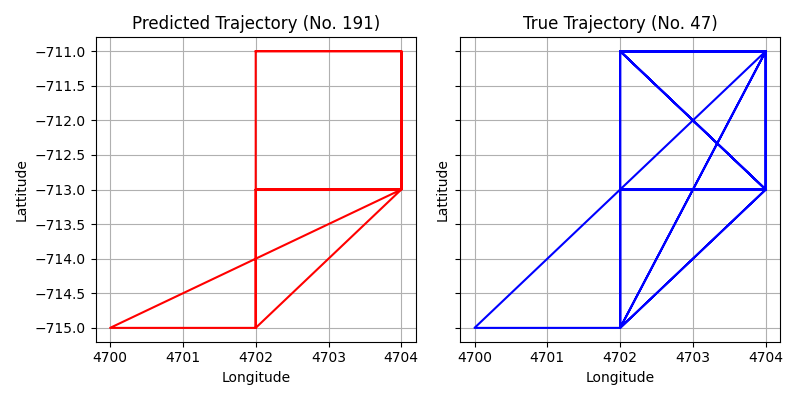 Predicted Trajectory (No. 191)
True Trajectory (No. 47)
Lattitude
−711.0
−711.5
−712.0
−712.5
−713.0
−713.5
−714.0
−714.5
−715.0
4700 4701 4702 4703 4704
Longitude
Lattitude
4700 4701 4702 4703 4704
Longitude